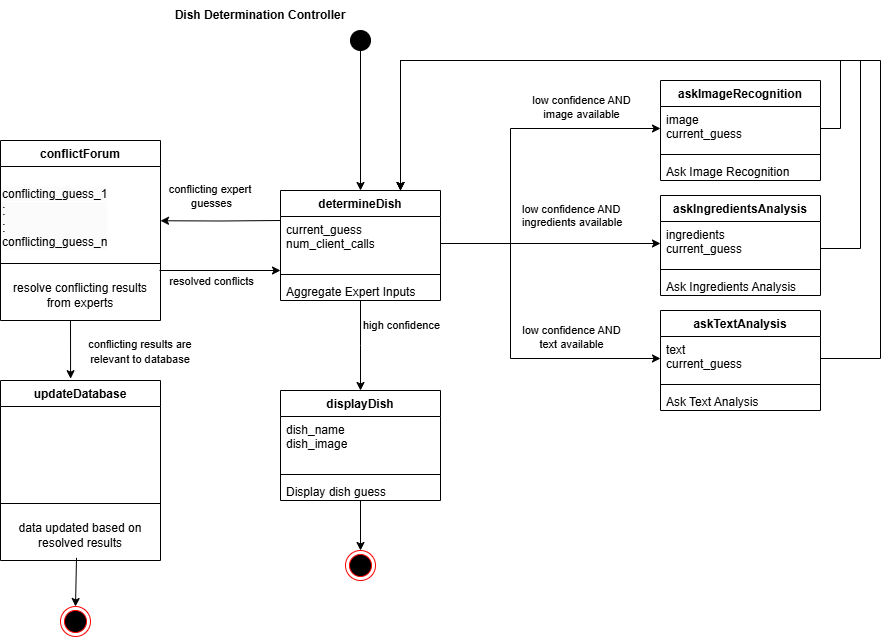 Dish Determination Controller
askImageRecognition
image
current_guess
Ask Image Recognition
low confidence AND
image available
conflictForum
conflicting_guess_1
:
:
conflicting_guess_n
resolve conflicting results
from experts
conflicting expert
guesses
resolved conflicts
determineDish
current_guess
num_client_calls
Aggregate Expert Inputs
low confidence AND
ingredients available
askIngredientsAnalysis
ingredients
current_guess
Ask Ingredients Analysis
high confidence
low confidence AND
text available
askTextAnalysis
text
current_guess
Ask Text Analysis
conflicting results are
relevant to database
updateDatabase
data updated based on
resolved results
displayDish
dish_name
dish_image
Display dish guess